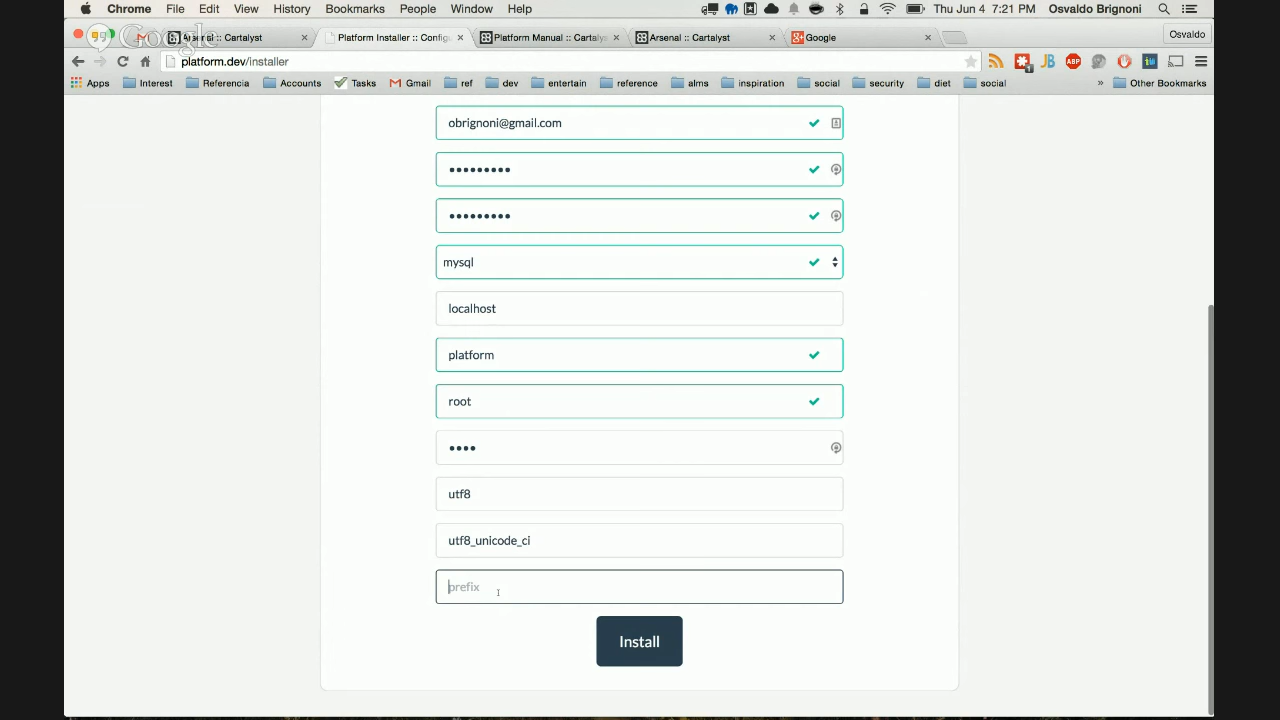 Chrome File Edit View History Bookmarks People Window Help Thu Jun 4 7:21 PM Osvaldo Brignoni
Google
Arsenal :: Cartalyst Platform Installer :: Config Platform Manual :: Cartalys Arsenal :: Cartalyst Google Osvaldo
platform.dev/installer
Apps Interest Referencia Accounts Tasks Gmail ref dev entertain reference alms inspiration social security diet social » Other Bookmarks
obrignoni@gmail.com
•••••••••
•••••••••
mysql
localhost
platform
root
••••
utf8
utf8_unicode_ci
prefix
Install